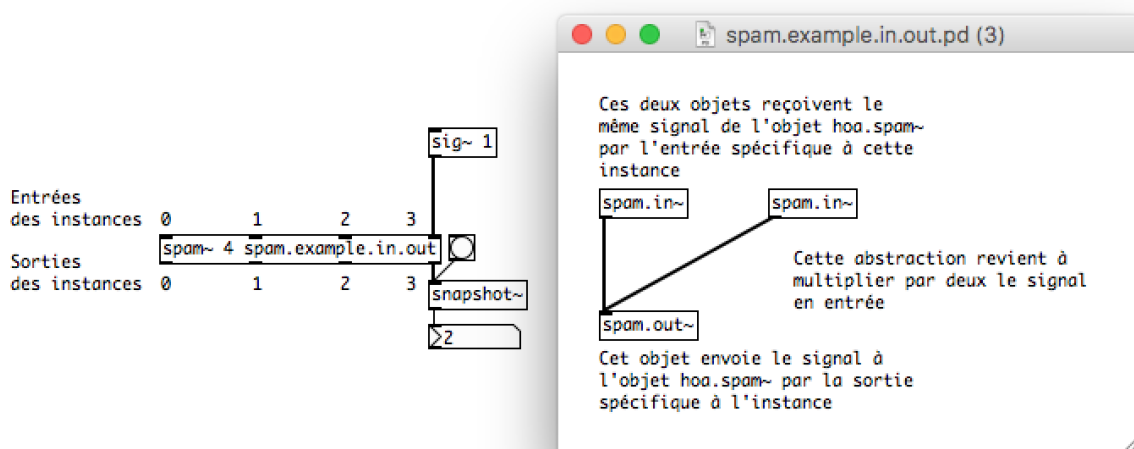 sig~ 1
Entrées
des instances 0 1 2 3
spam~ 4 spam.example.in.out
Sorties
des instances 0 1 2 3
snapshot~
2
spam.example.in.out.pd (3)
Ces deux objets reçoivent le
même signal de l'objet hoa.spam~
par l'entrée spécifique à cette
instance
spam.in~ spam.in~
Cette abstraction revient à
multiplier par deux le signal
en entrée
spam.out~
Cet objet envoie le signal à
l'objet hoa.spam~ par la sortie
spécifique à l'instance